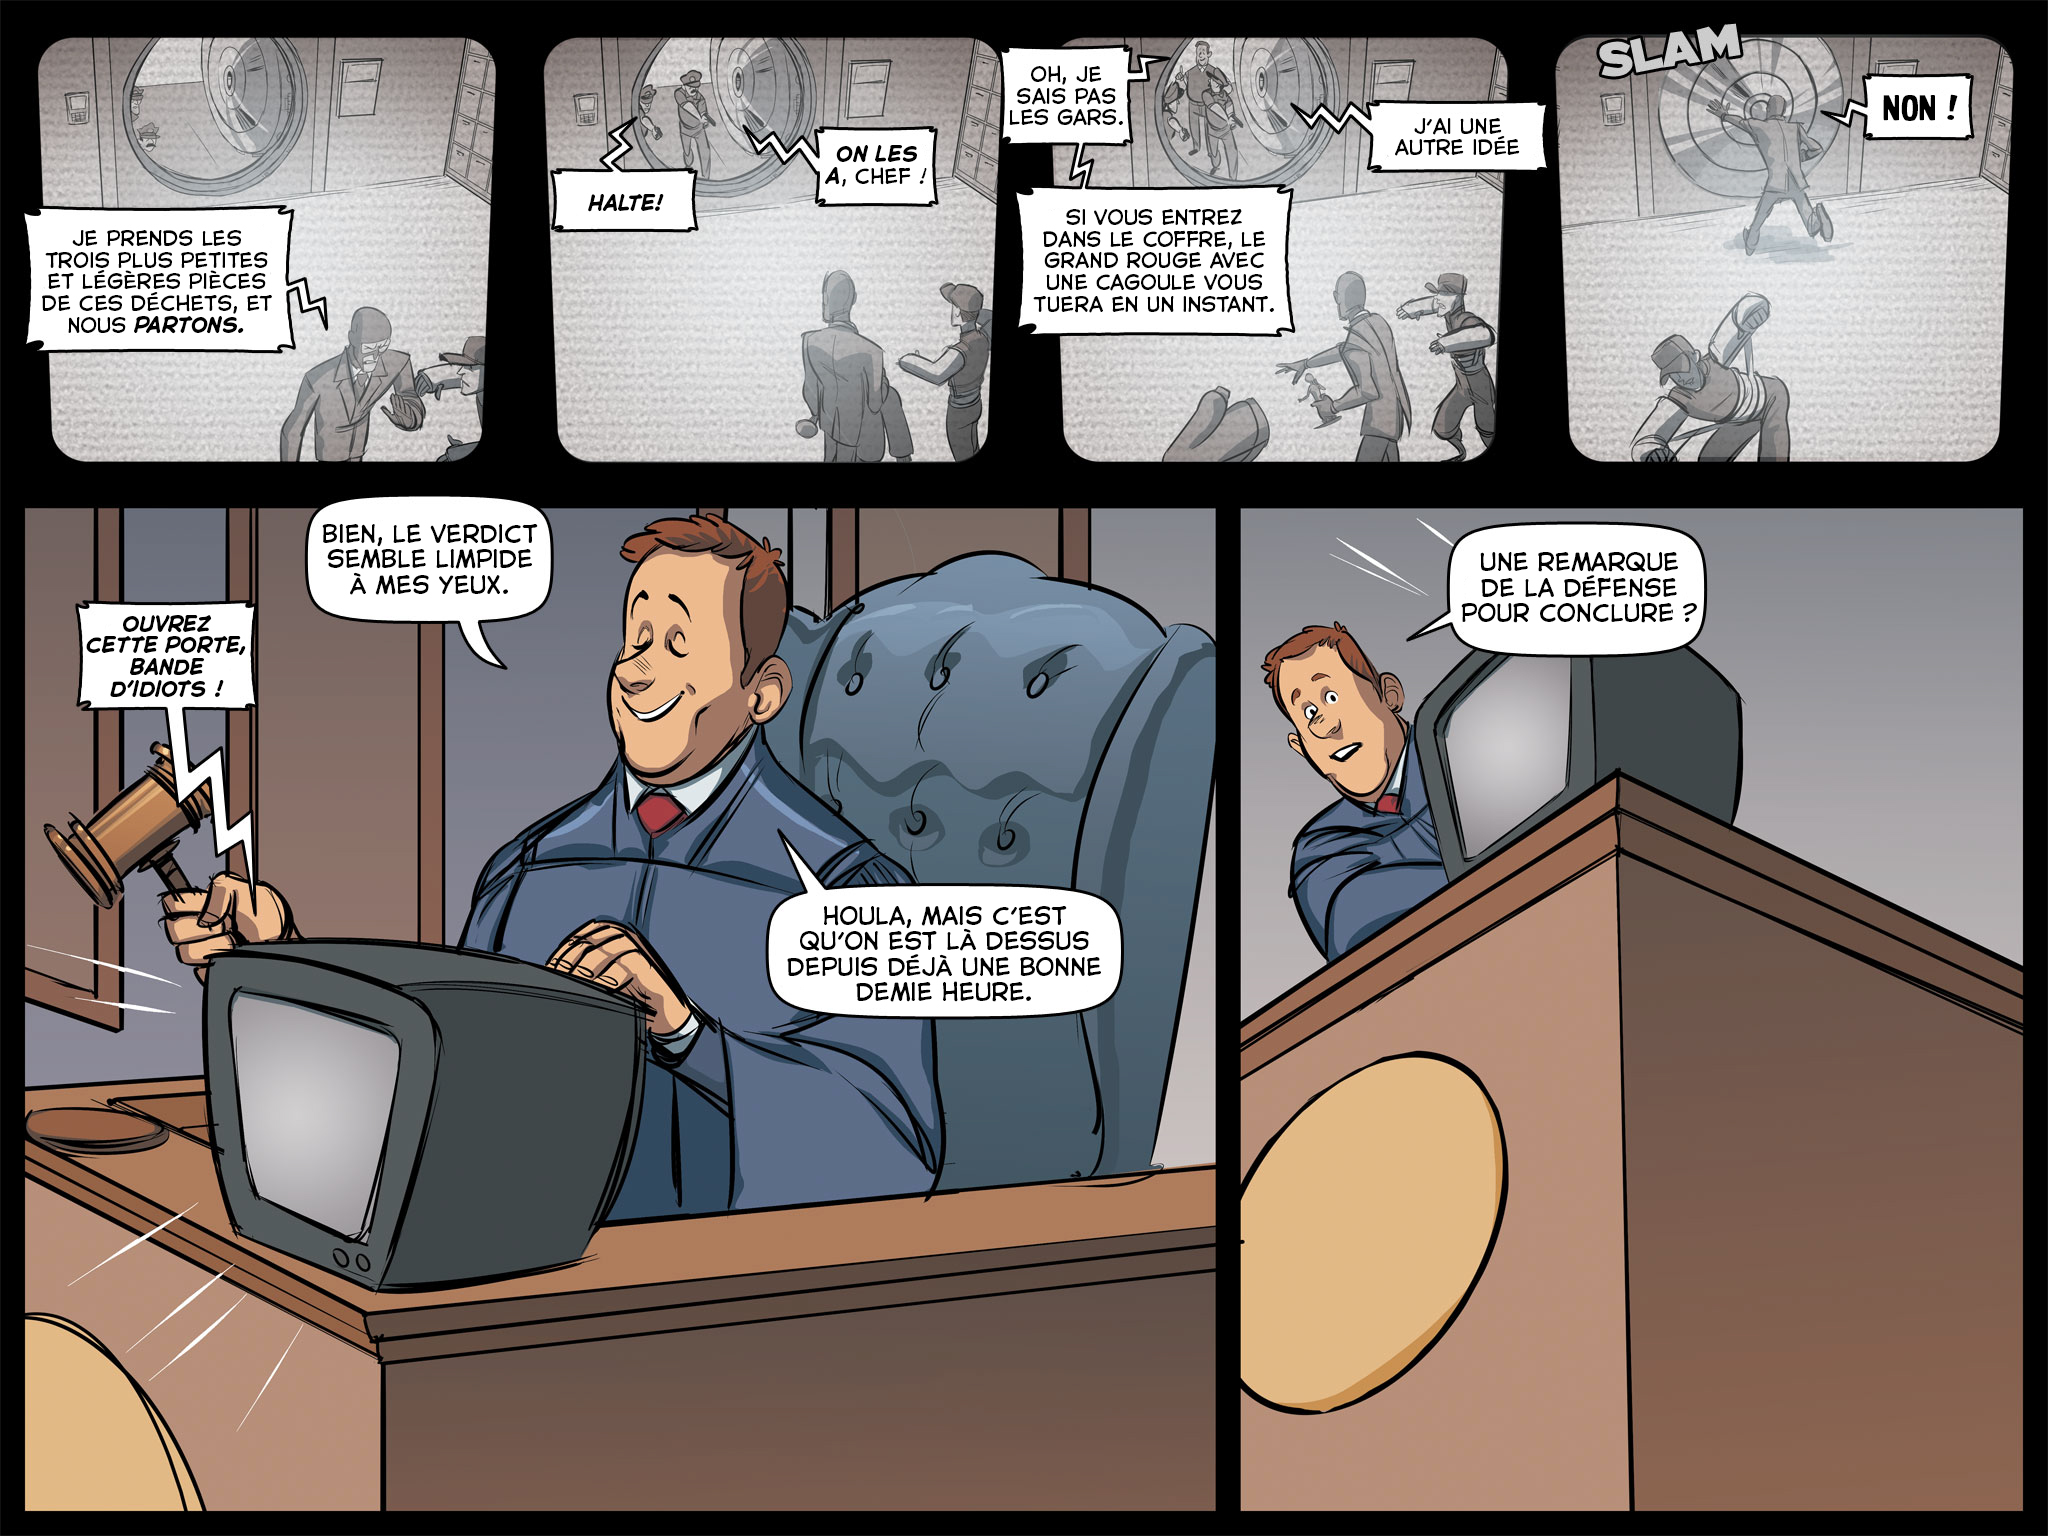 JE PRENDS LES
TROIS PLUS PETITES
ET LÉGÈRES PIÈCES
DE CES DÉCHETS, ET
NOUS PARTONS.
HALTE!
ON LES
A, CHEF !
OH, JE
SAIS PAS
LES GARS.
SI VOUS ENTREZ
DANS LE COFFRE, LE
GRAND ROUGE AVEC
UNE CAGOULE VOUS
TUERA EN UN INSTANT.
J'AI UNE
AUTRE IDÉE
SLAM
NON !
BIEN, LE VERDICT
SEMBLE LIMPIDE
À MES YEUX.
OUVREZ
CETTE PORTE,
BANDE
D'IDIOTS !
HOULA, MAIS C'EST
QU'ON EST LÀ DESSUS
DEPUIS DÉJÀ UNE BONNE
DEMIE HEURE.
UNE REMARQUE
DE LA DÉFENSE
POUR CONCLURE ?